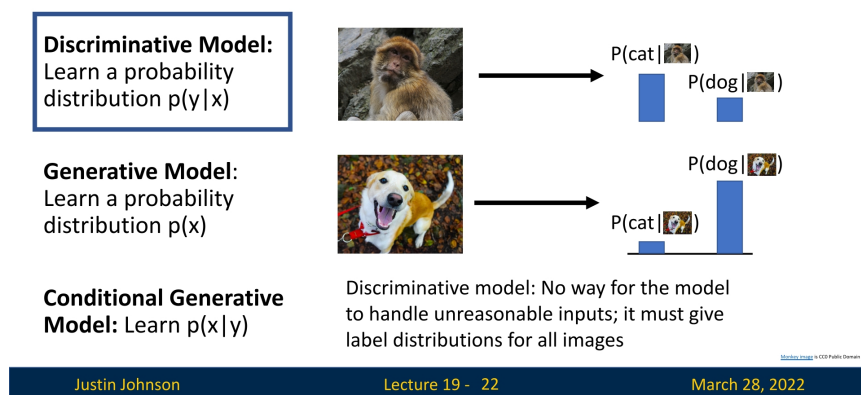 Discriminative Model:
Learn a probability
distribution p(y|x)
P(cat| )
P(dog| )
Generative Model:
Learn a probability
distribution p(x)
P(dog| )
P(cat| )
Conditional Generative
Model: Learn p(x|y)
Discriminative model: No way for the model
to handle unreasonable inputs; it must give
label distributions for all images
Monkey image is CC0 Public Domain
Justin Johnson
Lecture 19 - 22
March 28, 2022